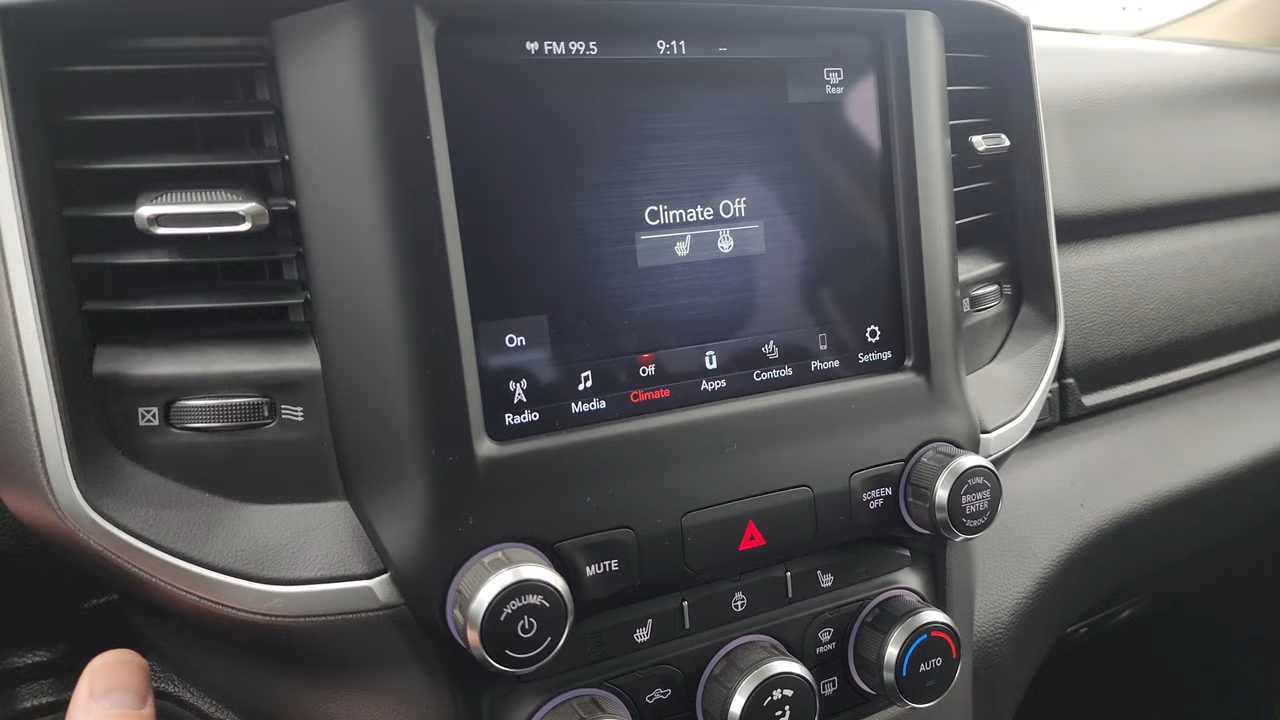 FM 99.5
9:11
--
Rear
Climate Off
On
Off
Radio
Media
Climate
Apps
Controls
Phone
Settings
SCREEN
OFF
TUNE
BROWSE
ENTER
SCROLL
MUTE
VOLUME
FRONT
AUTO